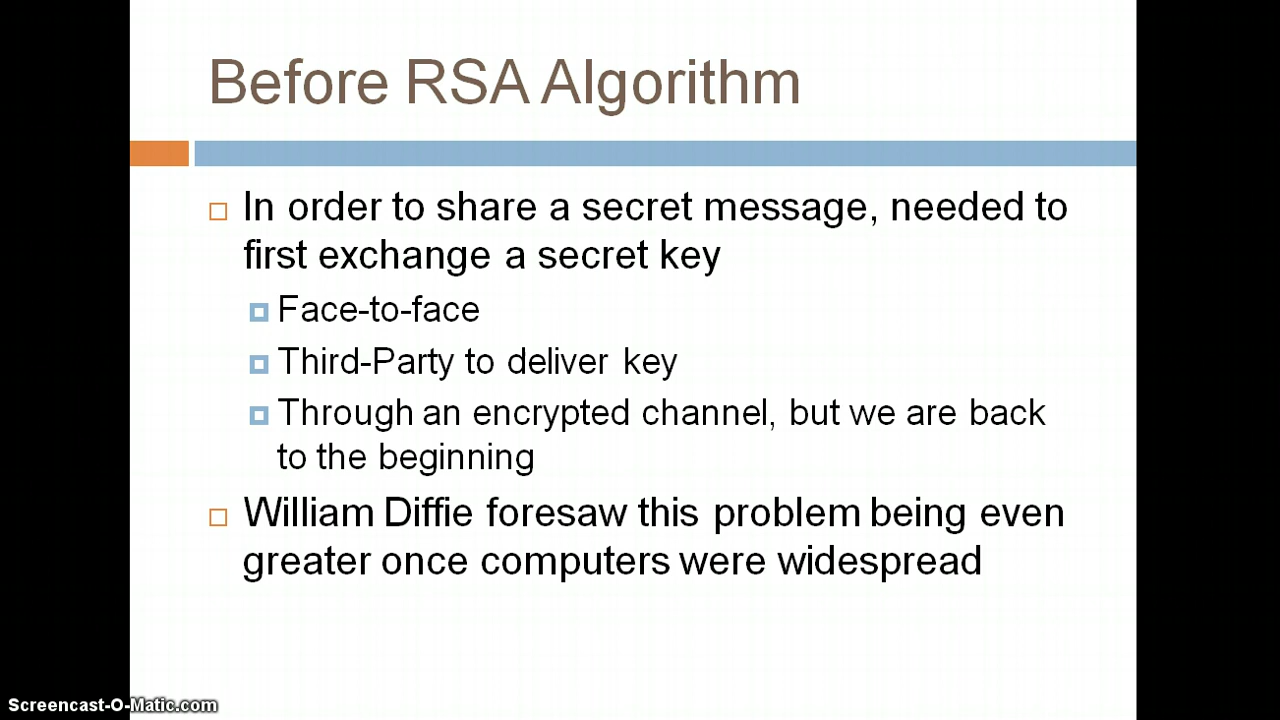 Before RSA Algorithm
In order to share a secret message, needed to
first exchange a secret key
Face-to-face
Third-Party to deliver key
Through an encrypted channel, but we are back
to the beginning
William Diffie foresaw this problem being even
greater once computers were widespread
Screencast-O-Matic.com